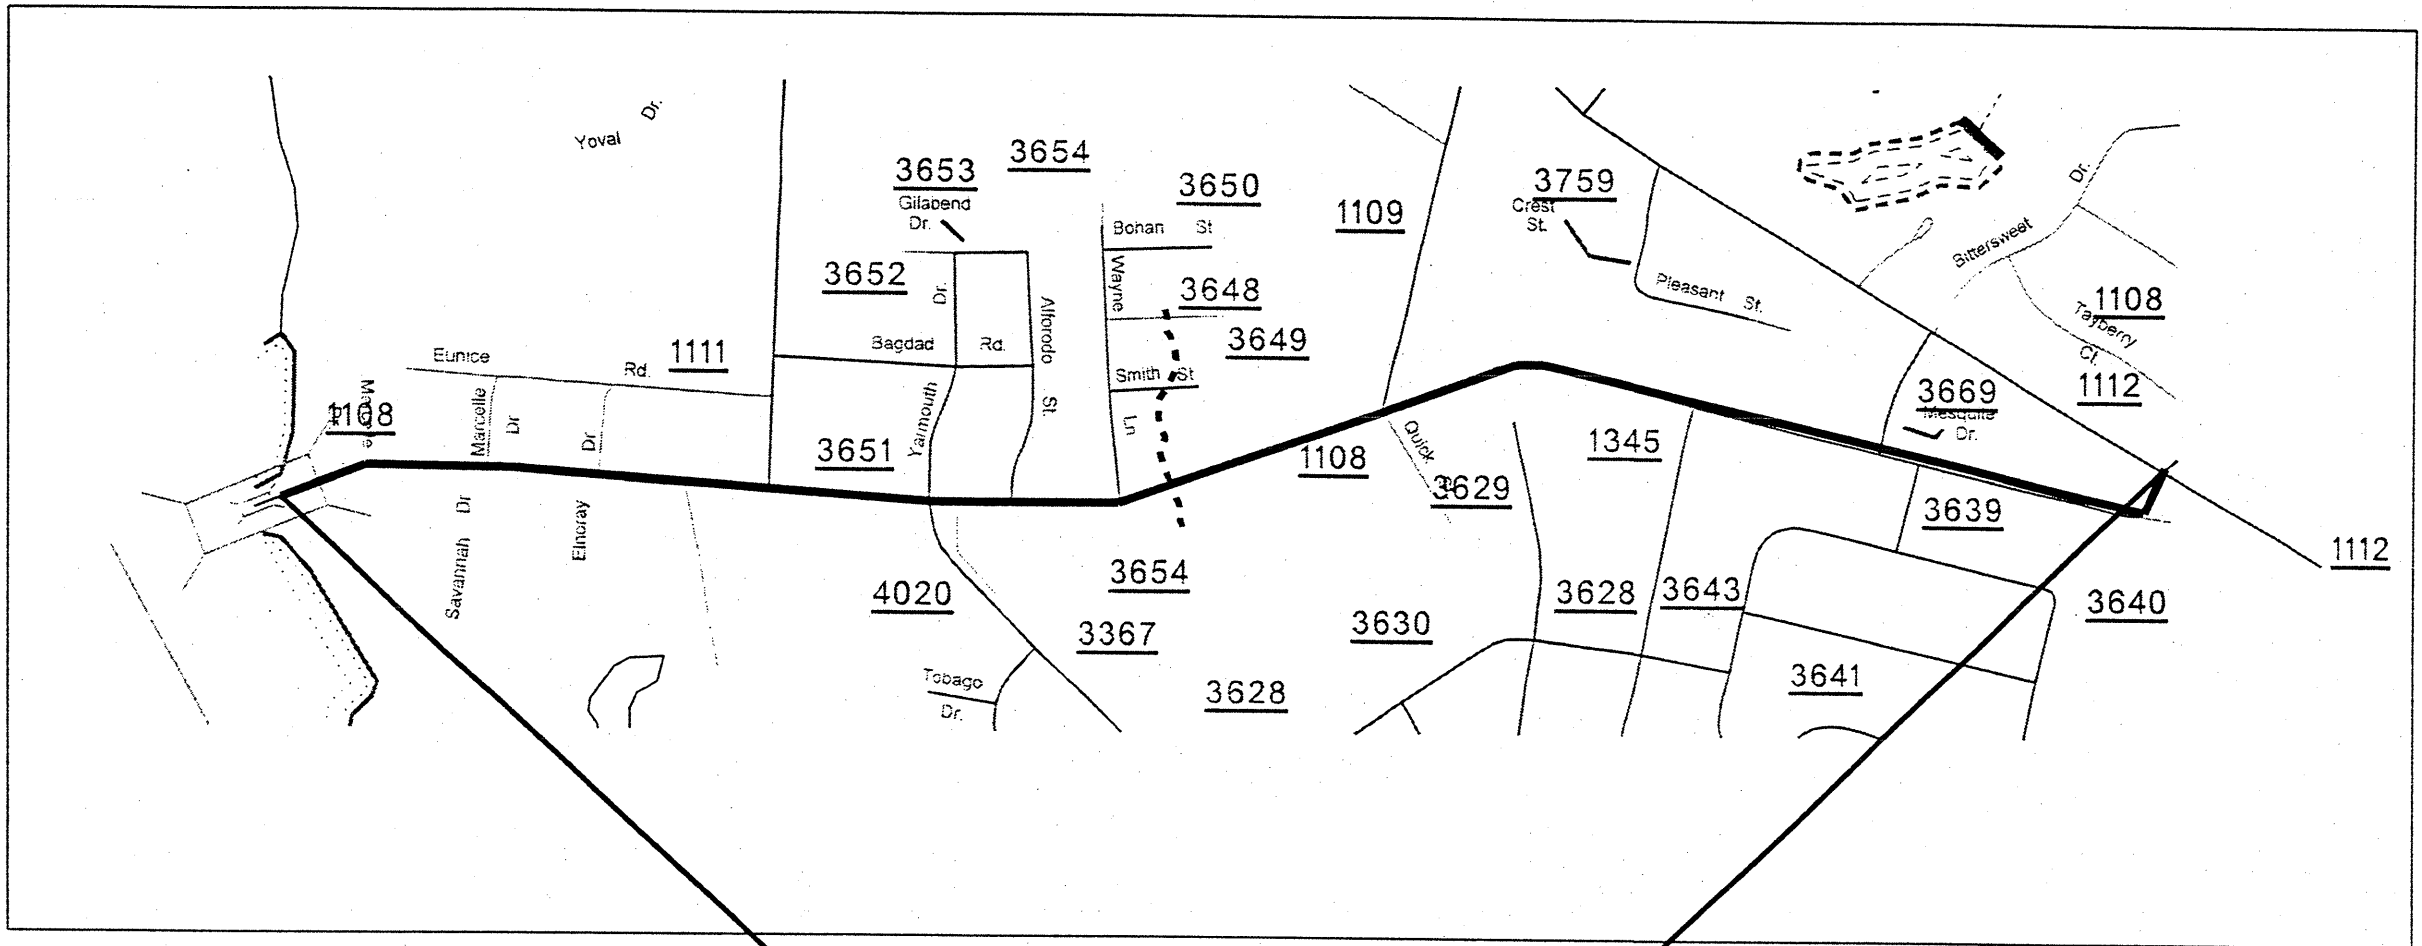 Yoval Dr.
3653
Gilabend
Dr.
3654
3650
Bohan St
1109
3759
Crest
St.
Pleasant St.
Bittersweet Dr.
1108
Tayberry
Ct.
1112
3652
Dr.
Alforodo St.
Wayne Ln
3648
3649
Bagdad Rd.
Smith St
Eunice Rd.
1111
1108
Marcelle Dr
Dr
3651
Yarmouth
1108
Quick
3629
1345
3669
Mesquite
Dr.
3639
1112
Savannah Dr
Elnoray
4020
3654
3367
3630
3628
3643
3640
Tobago
Dr.
3628
3641